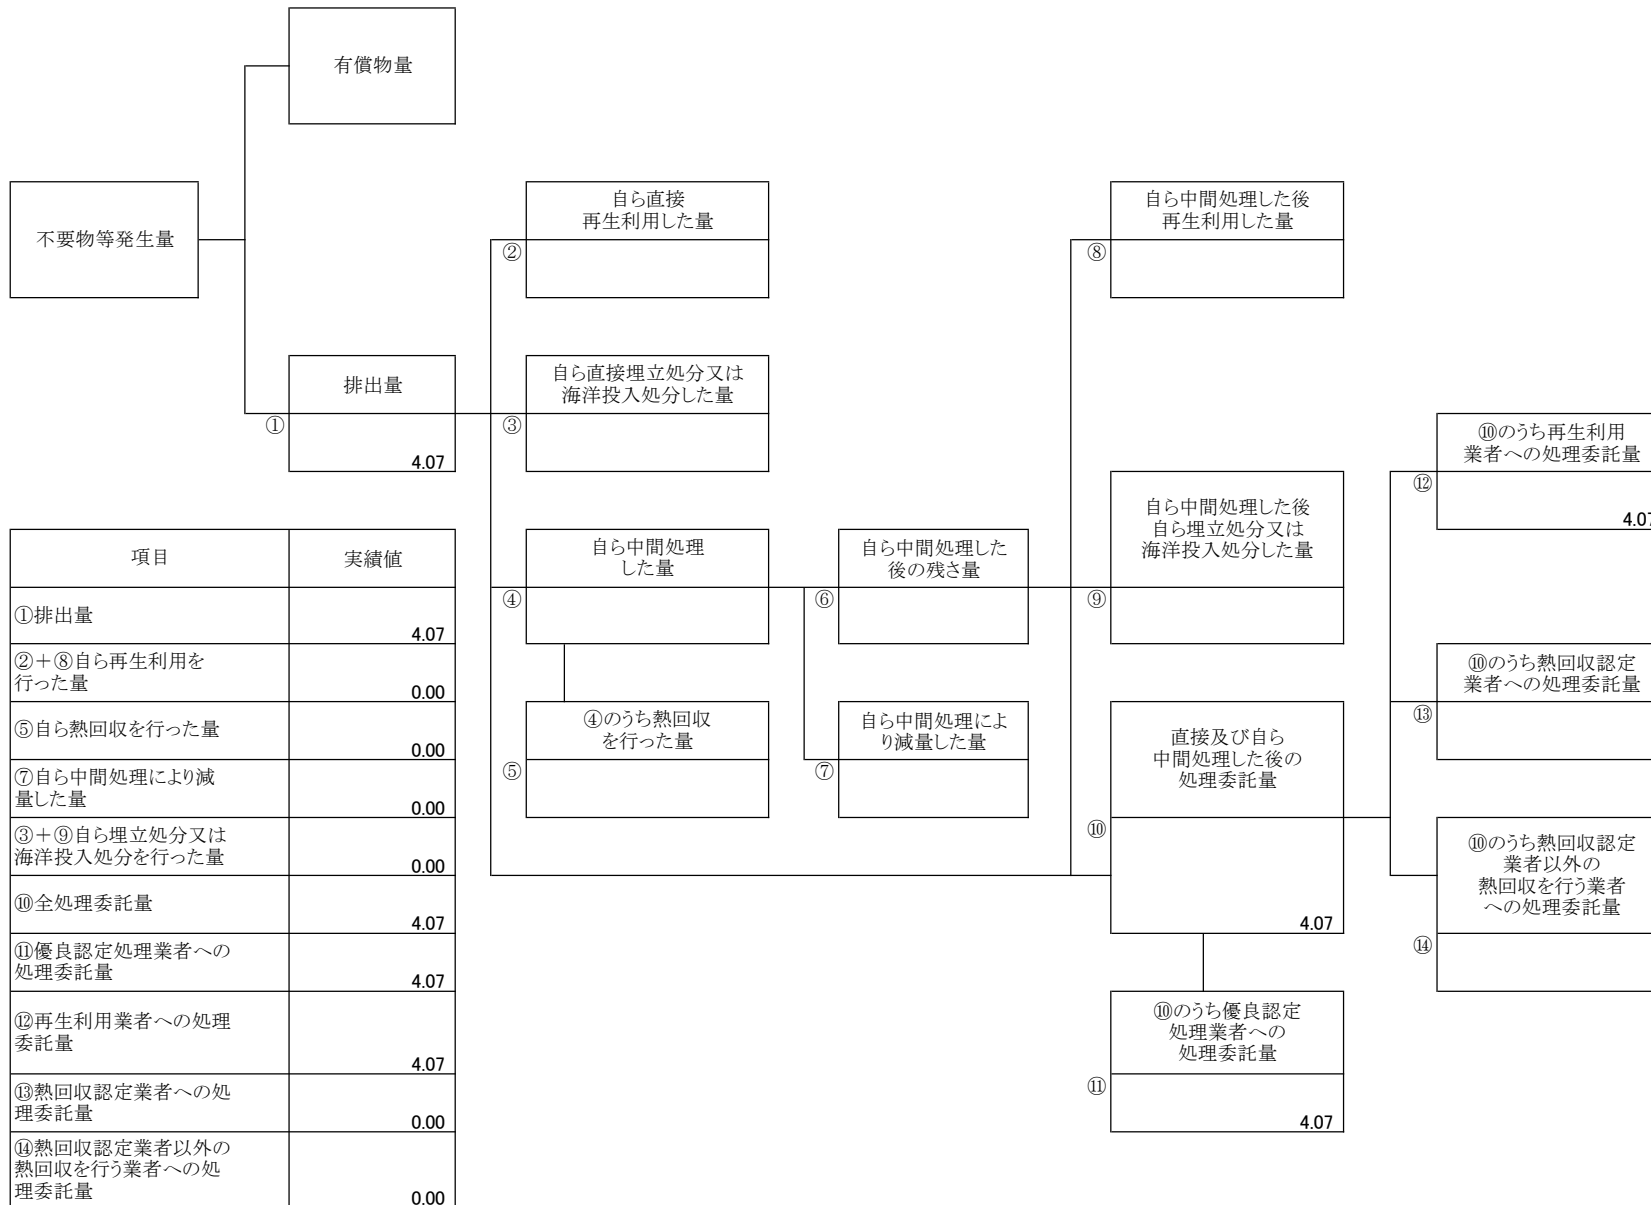 有償物量
不要物等発生量
自ら直接
再生利用した量
②
自ら中間処理した後
再生利用した量
⑧
排出量
①
4.07
自ら直接埋立処分又は
海洋投入処分した量
③
⑩のうち再生利用
業者への処理委託量
⑫
4.07
自ら中間処理
した量
④
自ら中間処理した
後の残さ量
⑥
自ら中間処理した後
自ら埋立処分又は
海洋投入処分した量
⑨
⑩のうち熱回収認定
業者への処理委託量
⑬
④のうち熱回収
を行った量
⑤
自ら中間処理によ
り減量した量
⑦
直接及び自ら
中間処理した後の
処理委託量
⑩
4.07
⑩のうち熱回収認定
業者以外の
熱回収を行う業者
への処理委託量
⑭
⑩のうち優良認定
処理業者への
処理委託量
⑪
4.07
項目 実績値
①排出量
4.07
②+⑧自ら再生利用を
行った量
0.00
⑤自ら熱回収を行った量
0.00
⑦自ら中間処理により減
量した量
0.00
③+⑨自ら埋立処分又は
海洋投入処分を行った量
0.00
⑩全処理委託量
4.07
⑪優良認定処理業者への
処理委託量
4.07
⑫再生利用業者への処理
委託量
4.07
⑬熱回収認定業者への処
理委託量
0.00
⑭熱回収認定業者以外の
熱回収を行う業者への処
理委託量
0.00